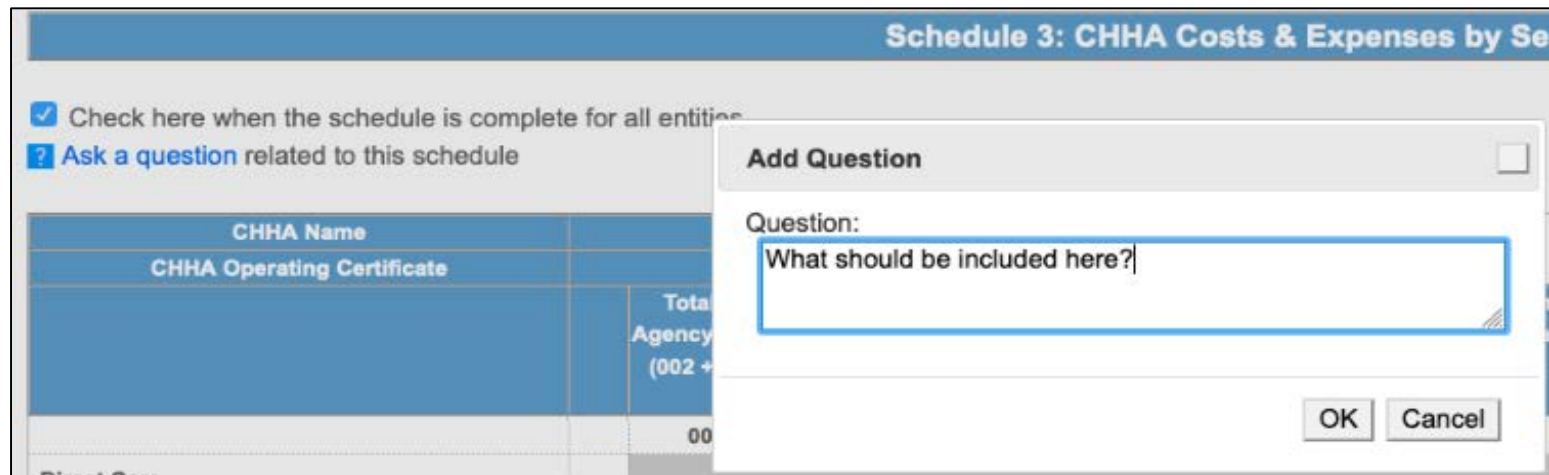 Schedule 3: CHHA Costs & Expenses by Se
Check here when the schedule is complete for all entities
? Ask a question related to this schedule
Add Question
Question:
What should be included here?
OK Cancel
CHHA Name
CHHA Operating Certificate
Tota
Agency
(002 +
00